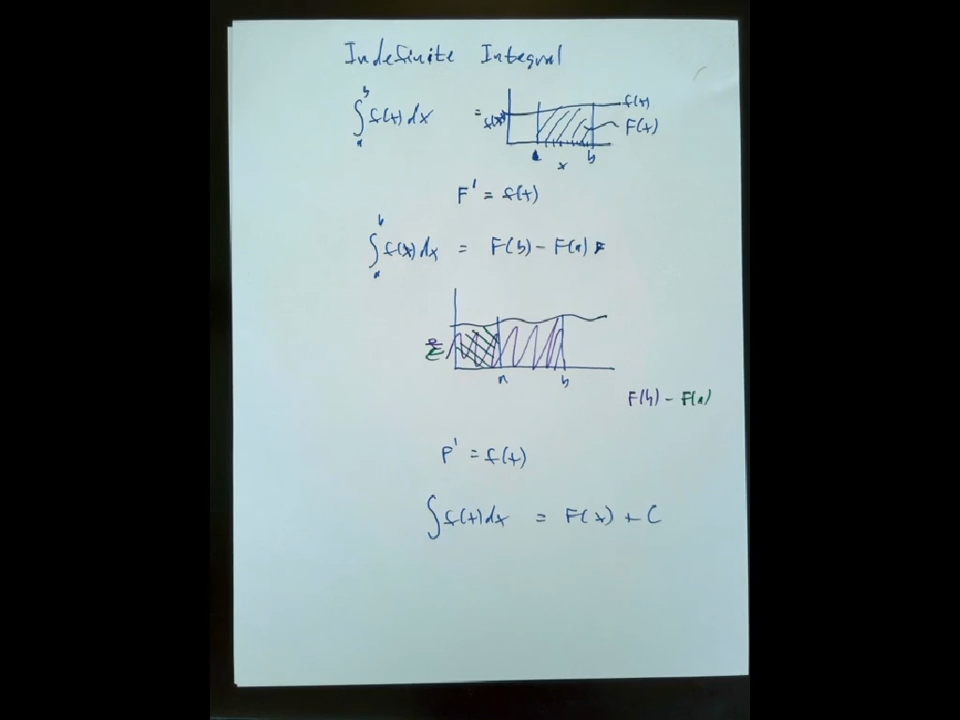 Indefinite Integral
∫ₐᵇ f(x) dx =
f(x)
f(x)
F(x)
a x b
F' = f(x)
∫ₐᵇ f(x) dx = F(b) - F(a)
a b
F(b) - F(a)
F' = f(x)
∫ f(x) dx = F(x) + C